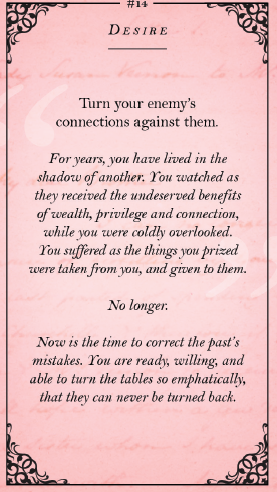 #14
DESIRE
Turn your enemy's
connections against them.
For years, you have lived in the
shadow of another. You watched as
they received the undeserved benefits
of wealth, privilege and connection,
while you were coldly overlooked.
You suffered as the things you prized
were taken from you, and given to them.
No longer.
Now is the time to correct the past's
mistakes. You are ready, willing, and
able to turn the tables so emphatically,
that they can never be turned back.